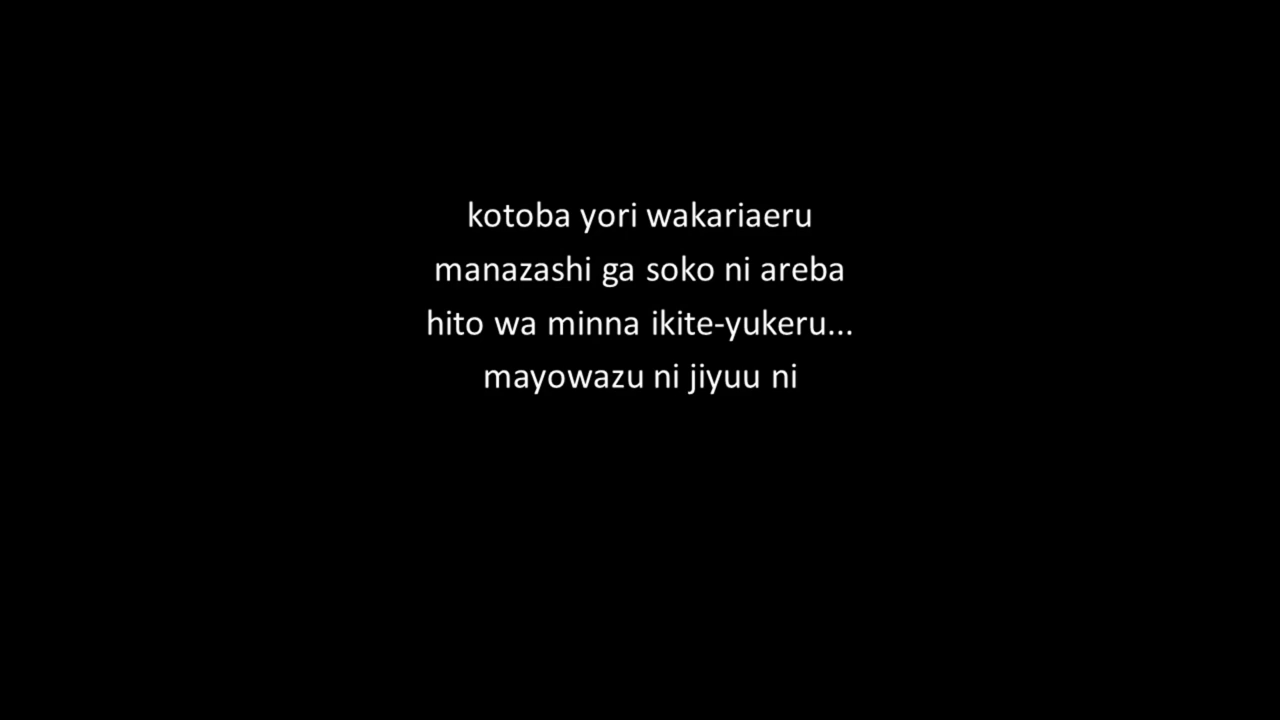 kotoba yori wakariaeru
manazashi ga soko ni areba
hito wa minna ikite-yukeru...
mayowazu ni jiyuu ni